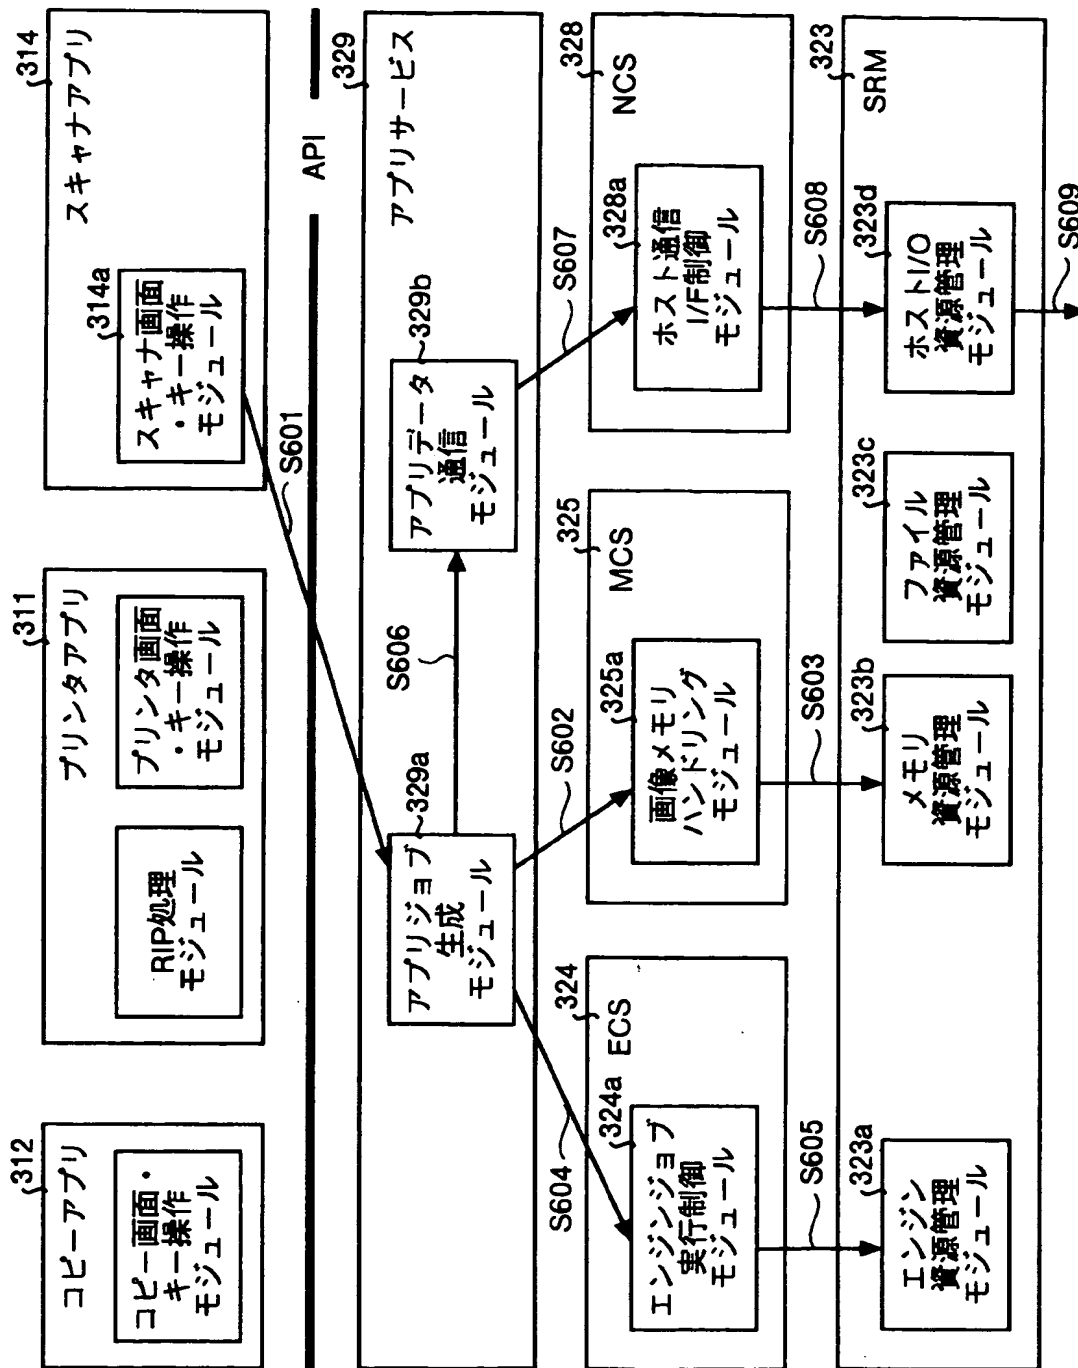 312
コピーアプリ
コピー画面・
キー操作
モジュール
311
プリンタアプリ
RIP処理
モジュール
プリンタ画面
・キー操作
モジュール
314
スキャナアプリ
314a
スキャナ画面
・キー操作
モジュール
S601
API
329
アプリサービス
329a
アプリジョブ
生成
モジュール
S606
329b
アプリデータ
通信
モジュール
S604
S602
S607
324
ECS
324a
エンジンジョブ
実行制御
モジュール
325
MCS
325a
画像メモリ
ハンドリング
モジュール
328
NCS
328a
ホスト通信
I/F制御
モジュール
S605
S603
S608
323
SRM
323a
エンジン
資源管理
モジュール
323b
メモリ
資源管理
モジュール
323c
ファイル
資源管理
モジュール
323d
ホストI/O
資源管理
モジュール
S609